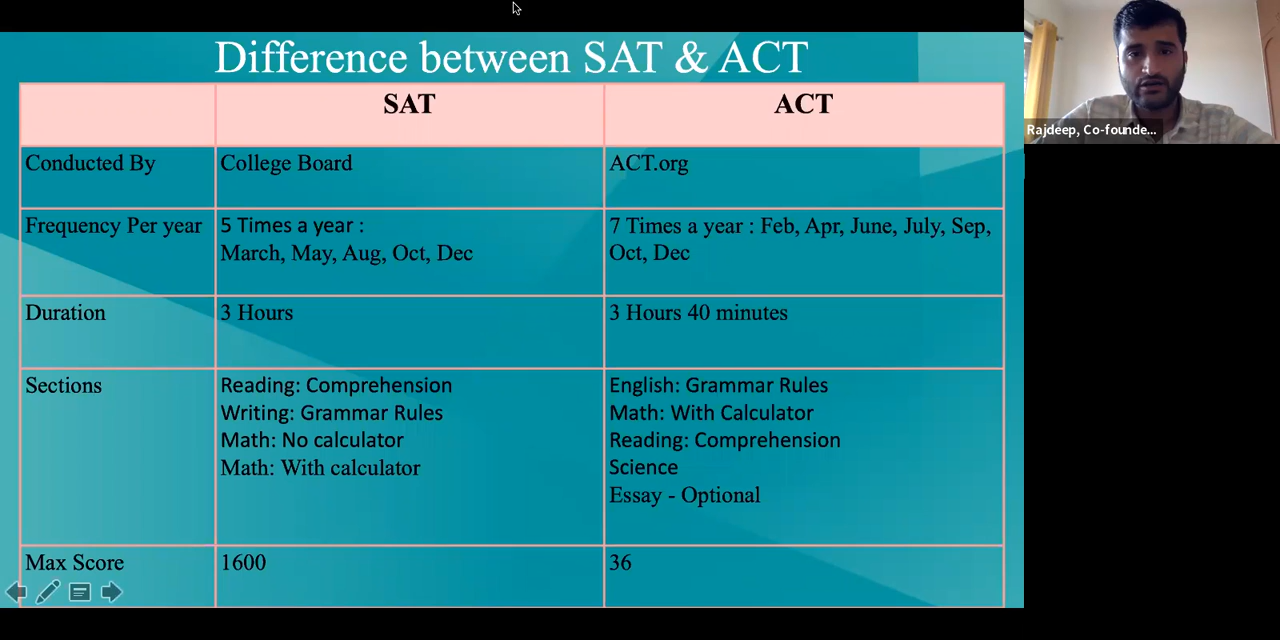 Difference between SAT & ACT
SAT
ACT
Conducted By
College Board
ACT.org
Frequency Per year
5 Times a year :
March, May, Aug, Oct, Dec
7 Times a year : Feb, Apr, June, July, Sep,
Oct, Dec
Duration
3 Hours
3 Hours 40 minutes
Sections
Reading: Comprehension
Writing: Grammar Rules
Math: No calculator
Math: With calculator
English: Grammar Rules
Math: With Calculator
Reading: Comprehension
Science
Essay - Optional
Max Score
1600
36
Rajdeep, Co-founde...